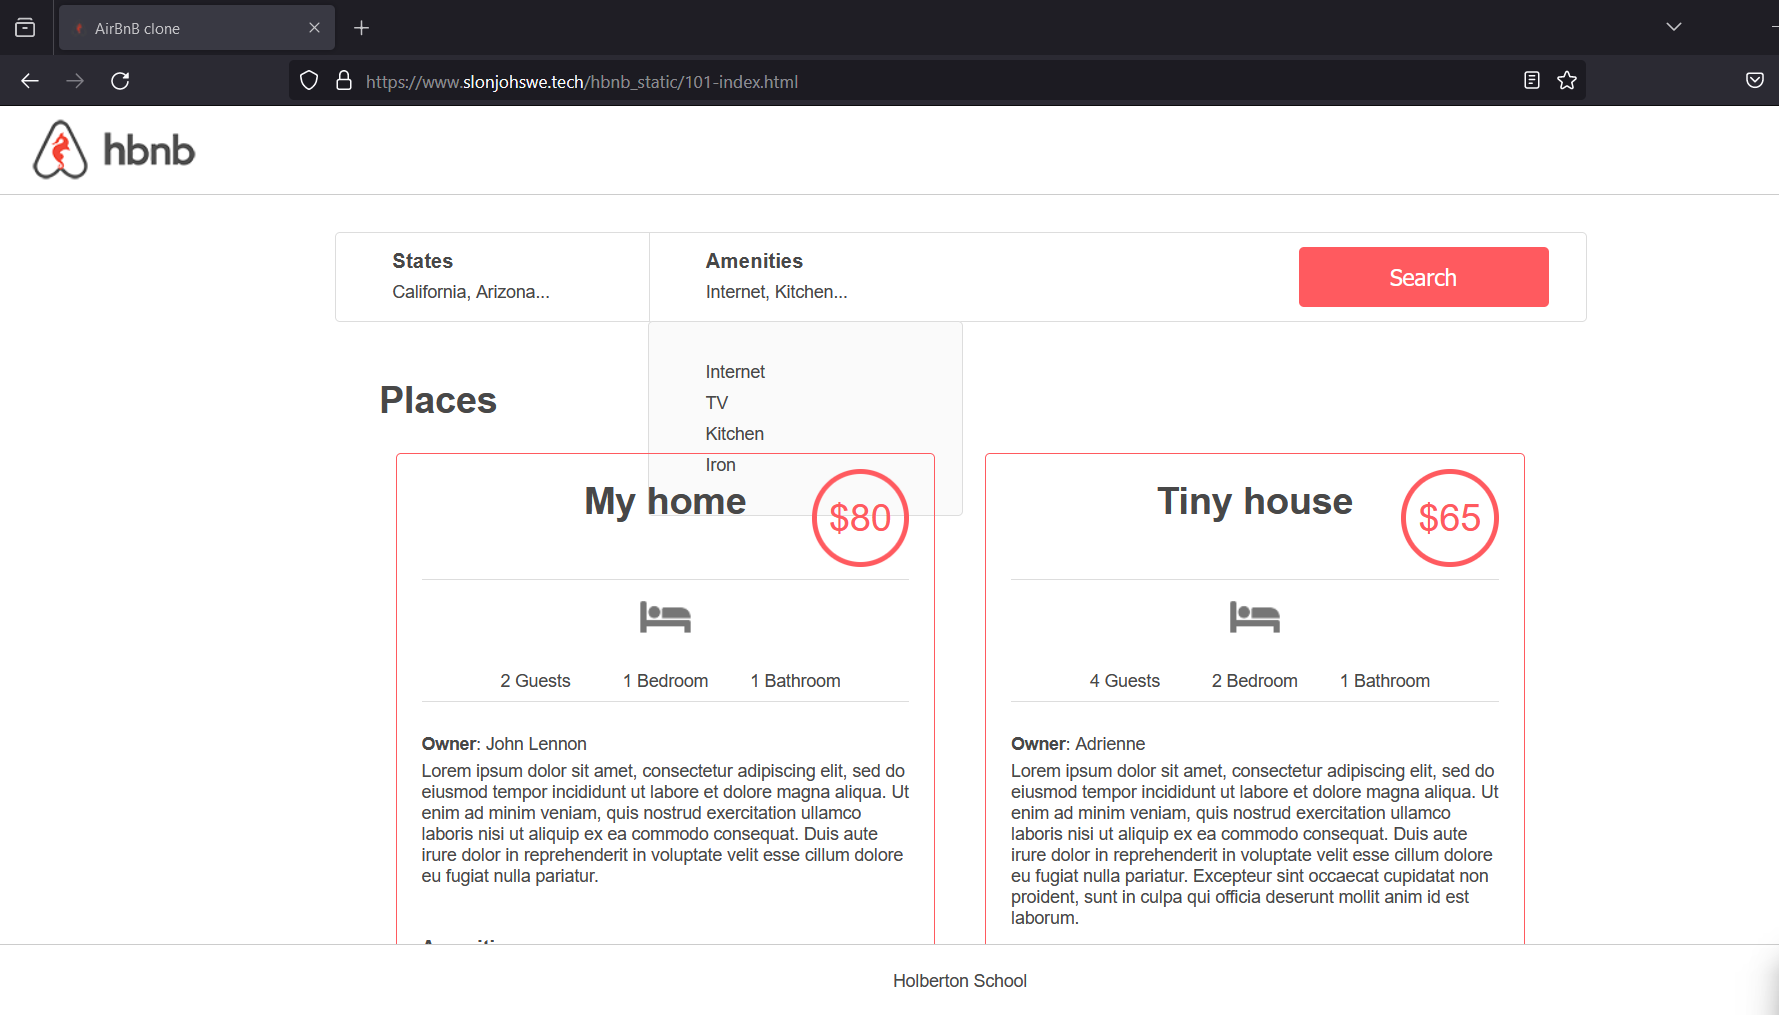 AirBnB clone
https://www.slonjohswe.tech/hbnb_static/101-index.html
hbnb
States
California, Arizona...
Amenities
Internet, Kitchen...
Search
Internet
TV
Kitchen
Iron
Places
My home
$80
2 Guests
1 Bedroom
1 Bathroom
Owner: John Lennon
Lorem ipsum dolor sit amet, consectetur adipiscing elit, sed do
eiusmod tempor incididunt ut labore et dolore magna aliqua. Ut
enim ad minim veniam, quis nostrud exercitation ullamco
laboris nisi ut aliquip ex ea commodo consequat. Duis aute
irure dolor in reprehenderit in voluptate velit esse cillum dolore
eu fugiat nulla pariatur.
Tiny house
$65
4 Guests
2 Bedroom
1 Bathroom
Owner: Adrienne
Lorem ipsum dolor sit amet, consectetur adipiscing elit, sed do
eiusmod tempor incididunt ut labore et dolore magna aliqua. Ut
enim ad minim veniam, quis nostrud exercitation ullamco
laboris nisi ut aliquip ex ea commodo consequat. Duis aute
irure dolor in reprehenderit in voluptate velit esse cillum dolore
eu fugiat nulla pariatur. Excepteur sint occaecat cupidatat non
proident, sunt in culpa qui officia deserunt mollit anim id est
laborum.
Holberton School